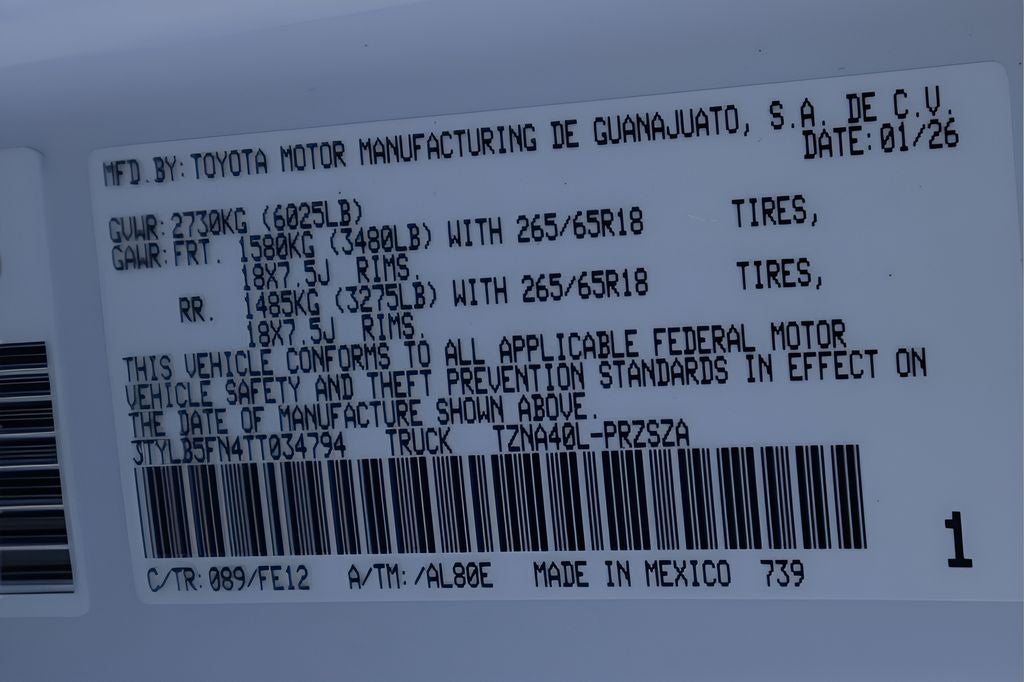 MFD.BY: TOYOTA MOTOR MANUFACTURING DE GUANAJUATO, S.A. DE C.V.
DATE: 01/26
GVWR: 2730KG (6025LB)
GAWR: FRT. 1580KG (3480LB) WITH 265/65R18 TIRES,
18X7.5J RIMS.
RR. 1485KG (3275LB) WITH 265/65R18 TIRES,
18X7.5J RIMS.
THIS VEHICLE CONFORMS TO ALL APPLICABLE FEDERAL MOTOR
VEHICLE SAFETY AND THEFT PREVENTION STANDARDS IN EFFECT ON
THE DATE OF MANUFACTURE SHOWN ABOVE.
3TYLB5FN4TT034794 TRUCK TZNA40L-PRZSZA
C/TR: 089/FE12 A/TM: /AL80E MADE IN MEXICO 739
1